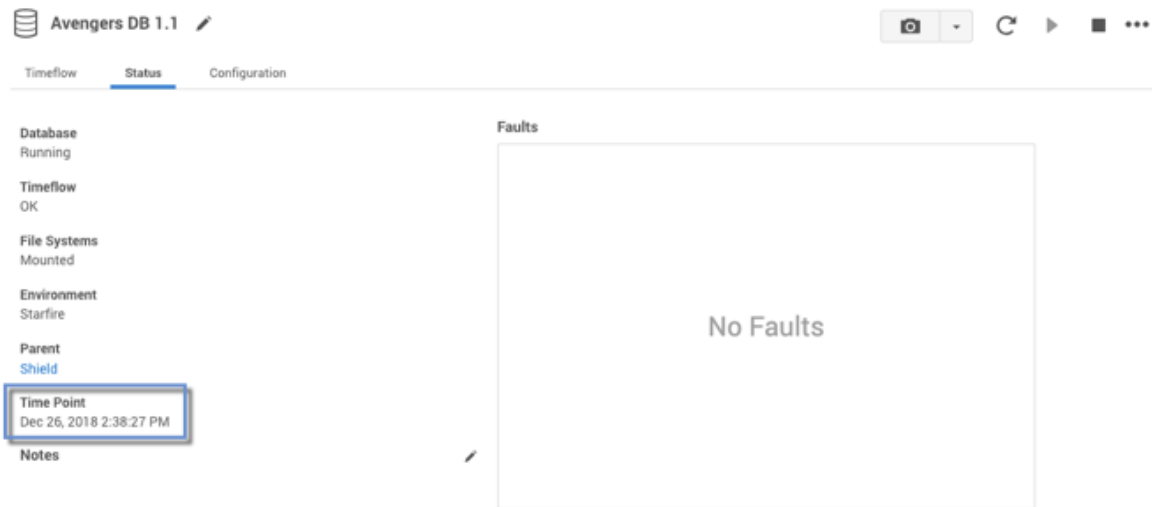 Avengers DB 1.1
Timeflow
Status
Configuration
Database
Running
Timeflow
OK
File Systems
Mounted
Environment
Starfire
Parent
Shield
Time Point
Dec 26, 2018 2:38:27 PM
Notes
Faults
No Faults